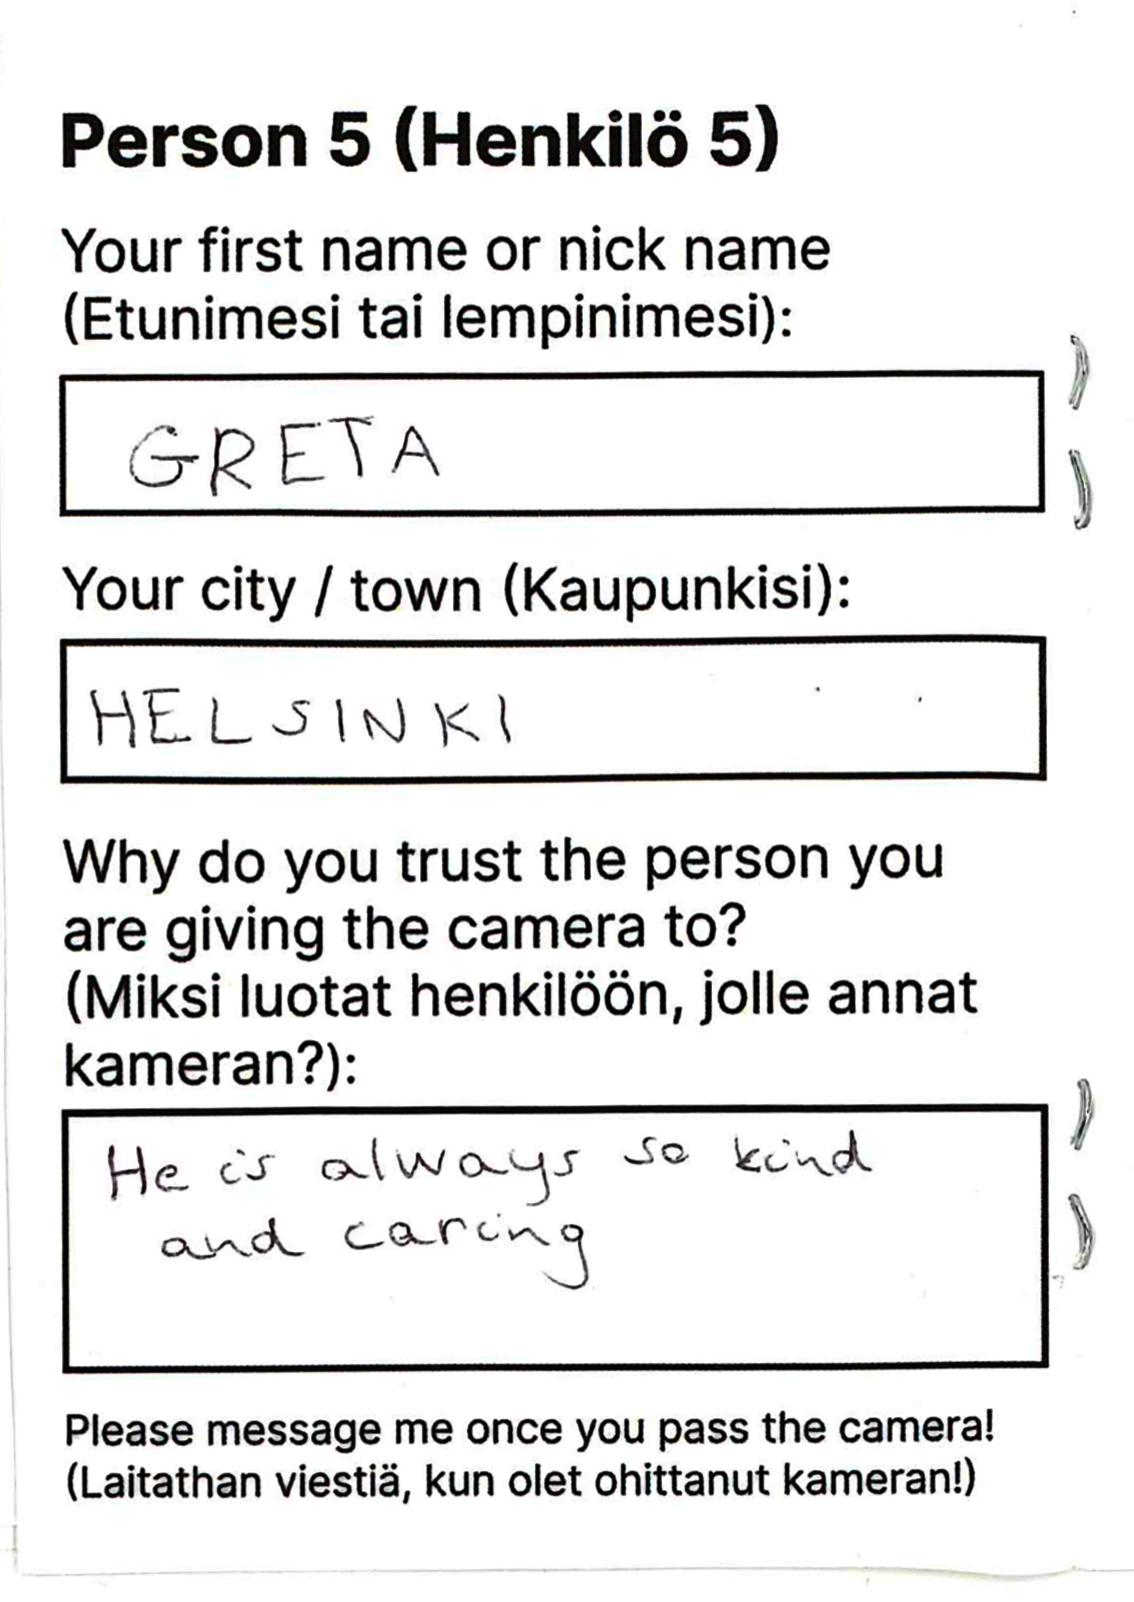 Person 5 (Henkilö 5)
Your first name or nick name
(Etunimesi tai lempinimesi):
GRETA
Your city / town (Kaupunkisi):
HELSINKI
Why do you trust the person you
are giving the camera to?
(Miksi luotat henkilöön, jolle annat
kameran?):
He is always so kind
and caring
Please message me once you pass the camera!
(Laitathan viestiä, kun olet ohittanut kameran!)